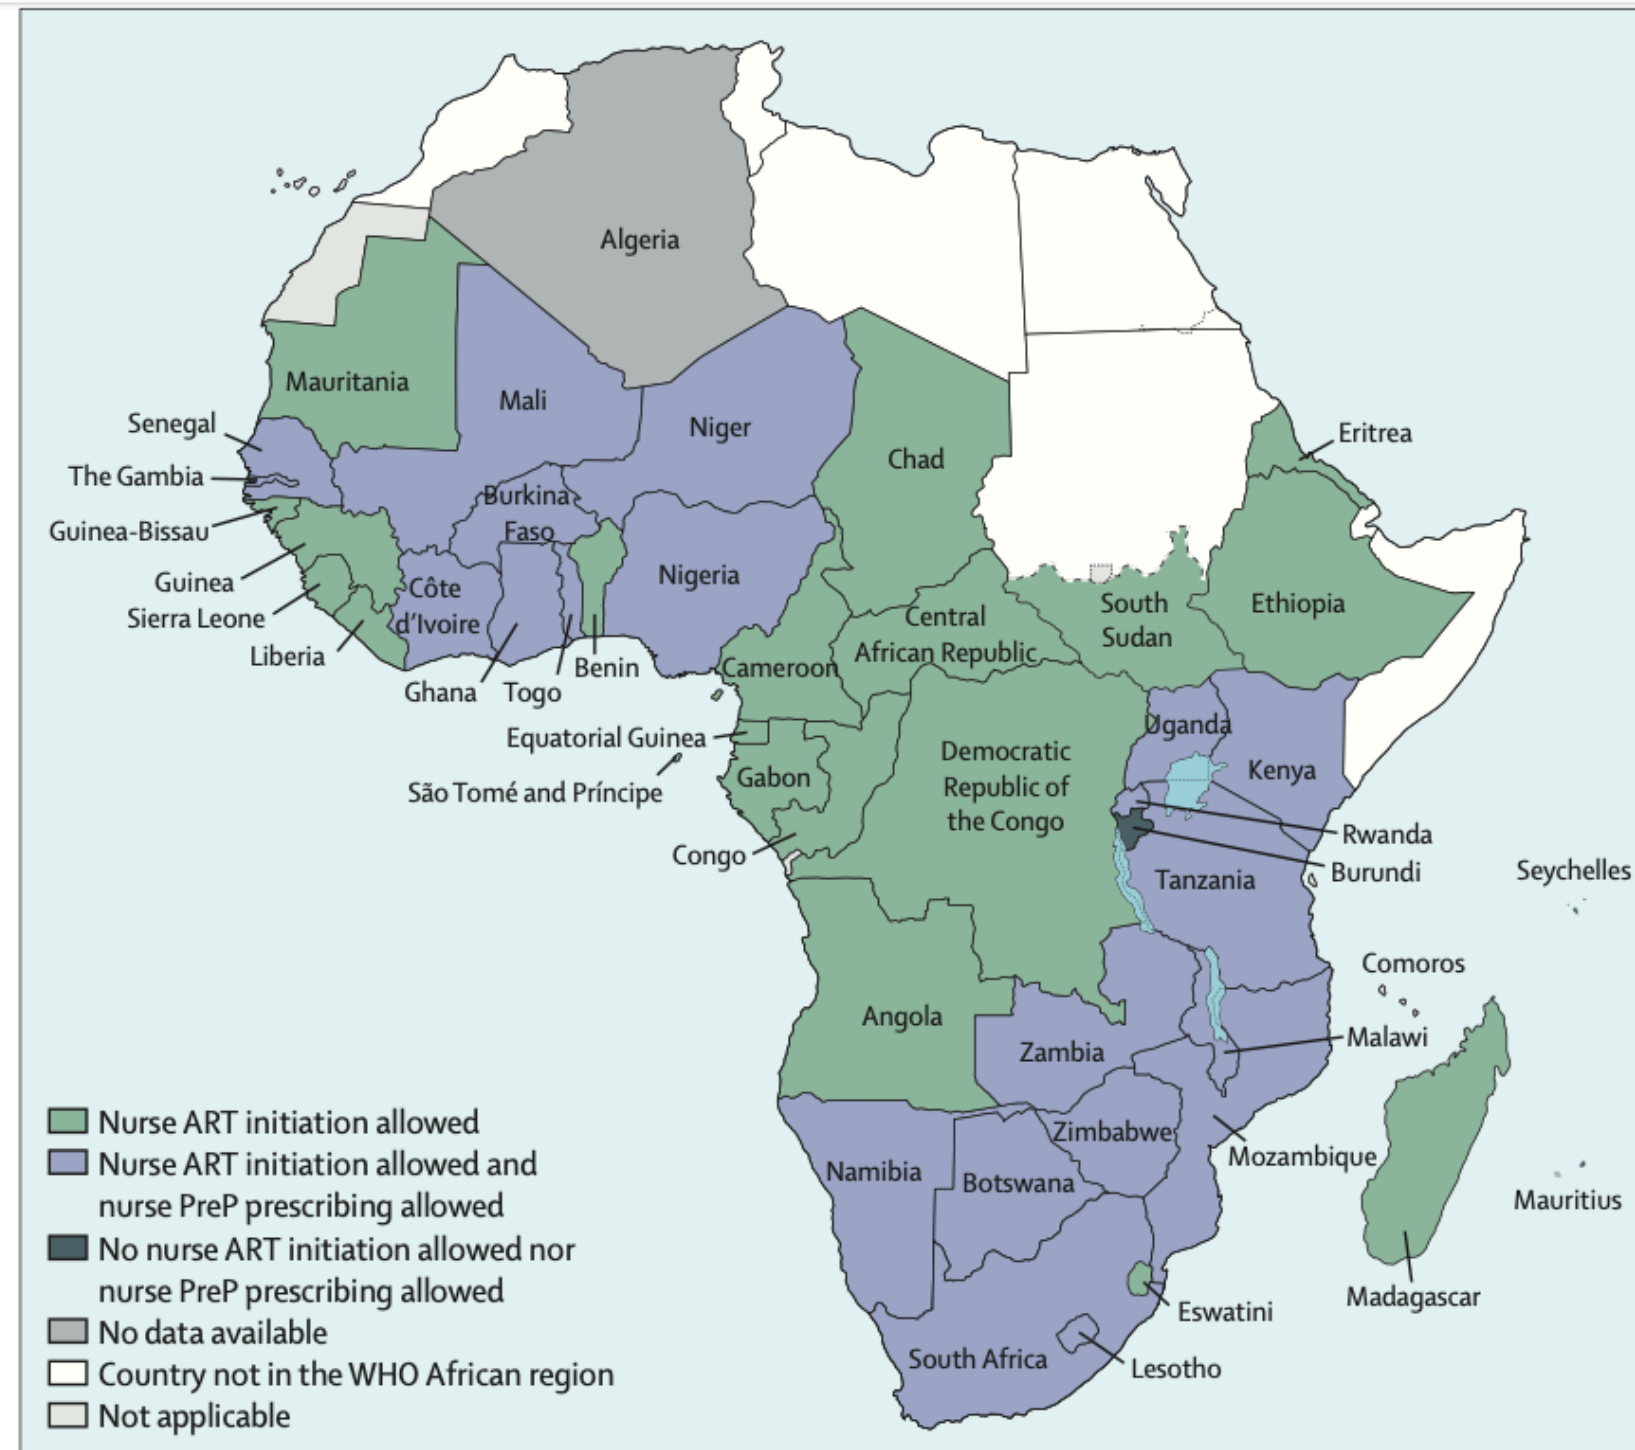 Algeria
Mauritania
Mali
Niger
Chad
Senegal
Eritrea
The Gambia
Burkina
Faso
Guinea-Bissau
Guinea
Sierra Leone
Liberia
Côte
d'Ivoire
Nigeria
Ghana
Togo
Benin
Central
African Republic
South
Sudan
Ethiopia
Cameroon
Equatorial Guinea
São Tomé and Príncipe
Gabon
Congo
Democratic
Republic of
the Congo
Uganda
Kenya
Rwanda
Burundi
Tanzania
Seychelles
Comoros
Angola
Zambia
Malawi
Zimbabwe
Mozambique
Namibia
Botswana
Mauritius
Madagascar
Eswatini
South Africa
Lesotho
Nurse ART initiation allowed
Nurse ART initiation allowed and
nurse PreP prescribing allowed
No nurse ART initiation allowed nor
nurse PreP prescribing allowed
No data available
Country not in the WHO African region
Not applicable